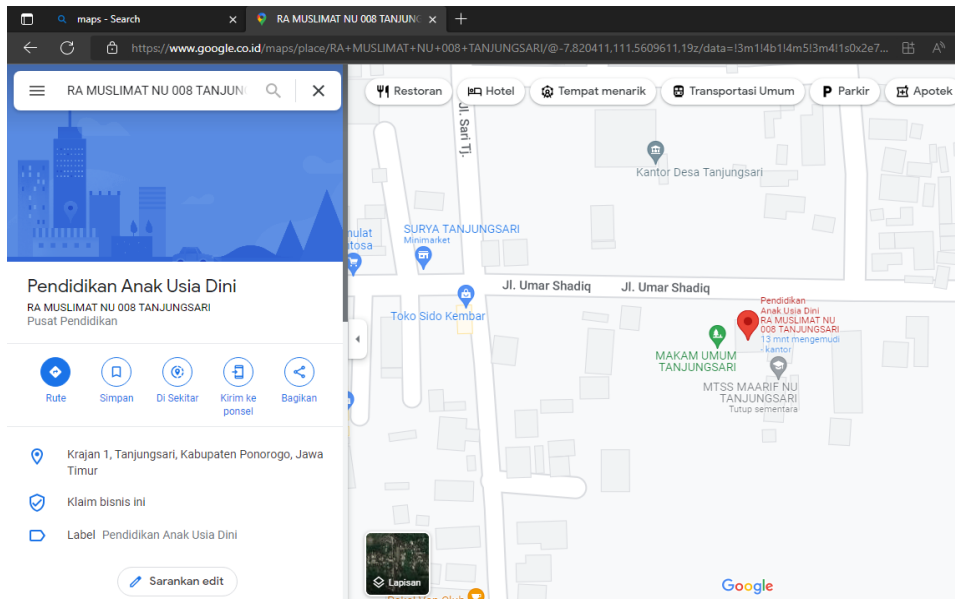 maps - Search
RA MUSLIMAT NU 008 TANJUNG
https://www.google.co.id/maps/place/RA+MUSLIMAT+NU+008+TANJUNGSARI/@-7.820411,111.5609611,19z/data=!3m1!4b1!4m5!3m4!1s0x2e7...
RA MUSLIMAT NU 008 TANJUN
Restoran
Hotel
Tempat menarik
Transportasi Umum
P Parkir
Apotek
Pendidikan Anak Usia Dini
RA MUSLIMAT NU 008 TANJUNGSARI
Pusat Pendidikan
Rute
Simpan
Di Sekitar
Kirim ke
ponsel
Bagikan
Krajan 1, Tanjungsari, Kabupaten Ponorogo, Jawa
Timur
Klaim bisnis ini
Label Pendidikan Anak Usia Dini
Sarankan edit
Jl. Sari Tj.
Kantor Desa Tanjungsari
SURYA TANJUNGSARI
Minimarket
Jl. Umar Shadiq
Jl. Umar Shadiq
Toko Sido Kembar
Pendidikan
Anak Usia Dini
RA MUSLIMAT NU
008 TANJUNGSARI
13 mnt mengemudi
- kantor
MAKAM UMUM
TANJUNGSARI
MTSS MAARIF NU
TANJUNGSARI
Tutup sementara
Lapisan
Google